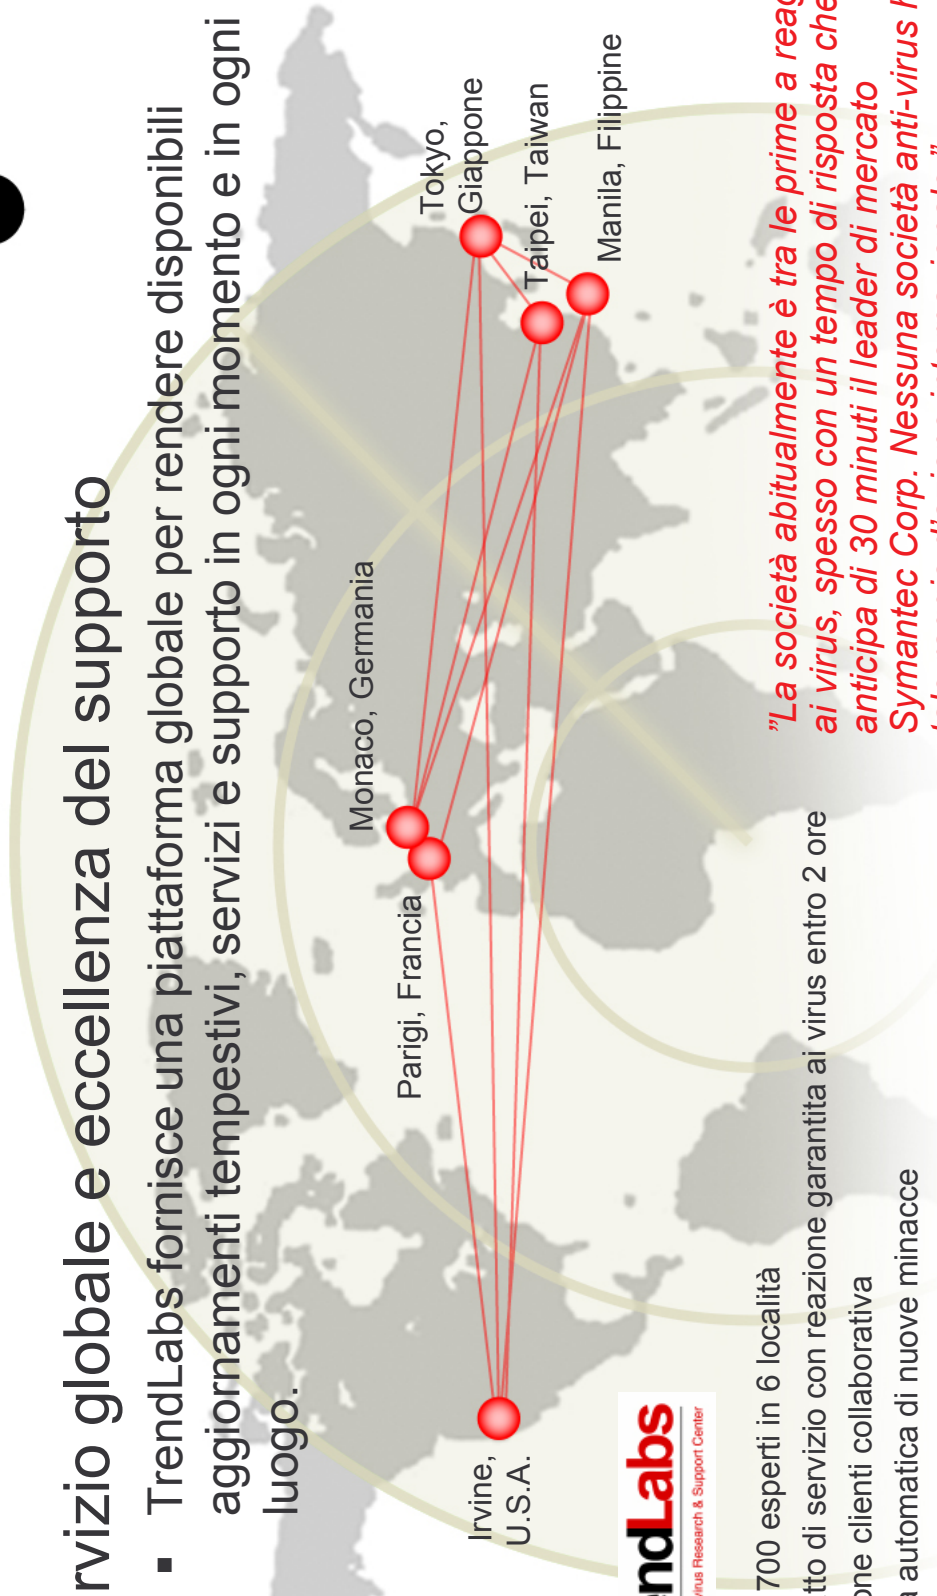 rvizio globale e eccellenza del supporto
▪ TrendLabs fornisce una piattaforma globale per rendere disponibili
aggiornamenti tempestivi, servizi e supporto in ogni momento e in ogni
luogo.
Monaco, Germania
Parigi, Francia
Tokyo,
Giappone
Irvine,
U.S.A.
Taipei, Taiwan
Manila, Filippine
ndLabs
virus Research & Support Center
700 esperti in 6 località
tto di servizio con reazione garantita ai virus entro 2 ore
one clienti collaborativa
a automatica di nuove minacce
"La società abitualmente è tra le prime a reag
ai virus, spesso con un tempo di risposta che
anticipa di 30 minuti il leader di mercato
Symantec Corp. Nessuna società anti-virus h